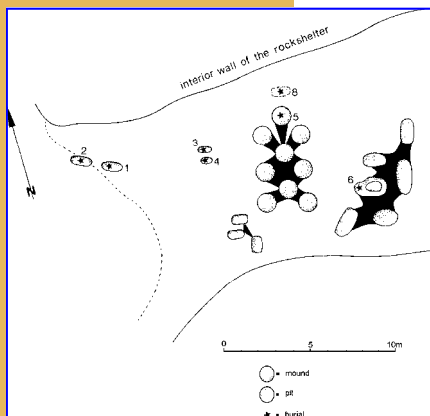 interior wall of the rockshelter
8
5
3
4
2
1
6
N
0 5 10m
= mound
= pit
= burial